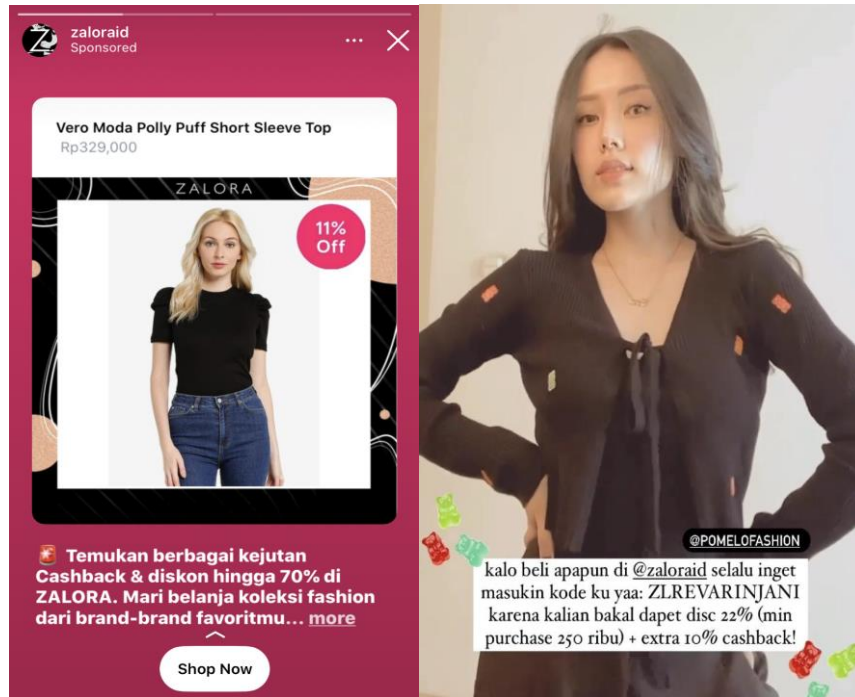 zaloraid
Sponsored
Vero Moda Polly Puff Short Sleeve Top
Rp329,000
ZALORA
11%
Off
Temukan berbagai kejutan
Cashback & diskon hingga 70% di
ZALORA. Mari belanja koleksi fashion
dari brand-brand favoritmu... more
Shop Now
@POMELOFASHION
kalo beli apapun di @zaloraid selalu inget
masukin kode ku yaa: ZLREVARINJANI
karena kalian bakal dapet disc 22% (min
purchase 250 ribu) + extra 10% cashback!